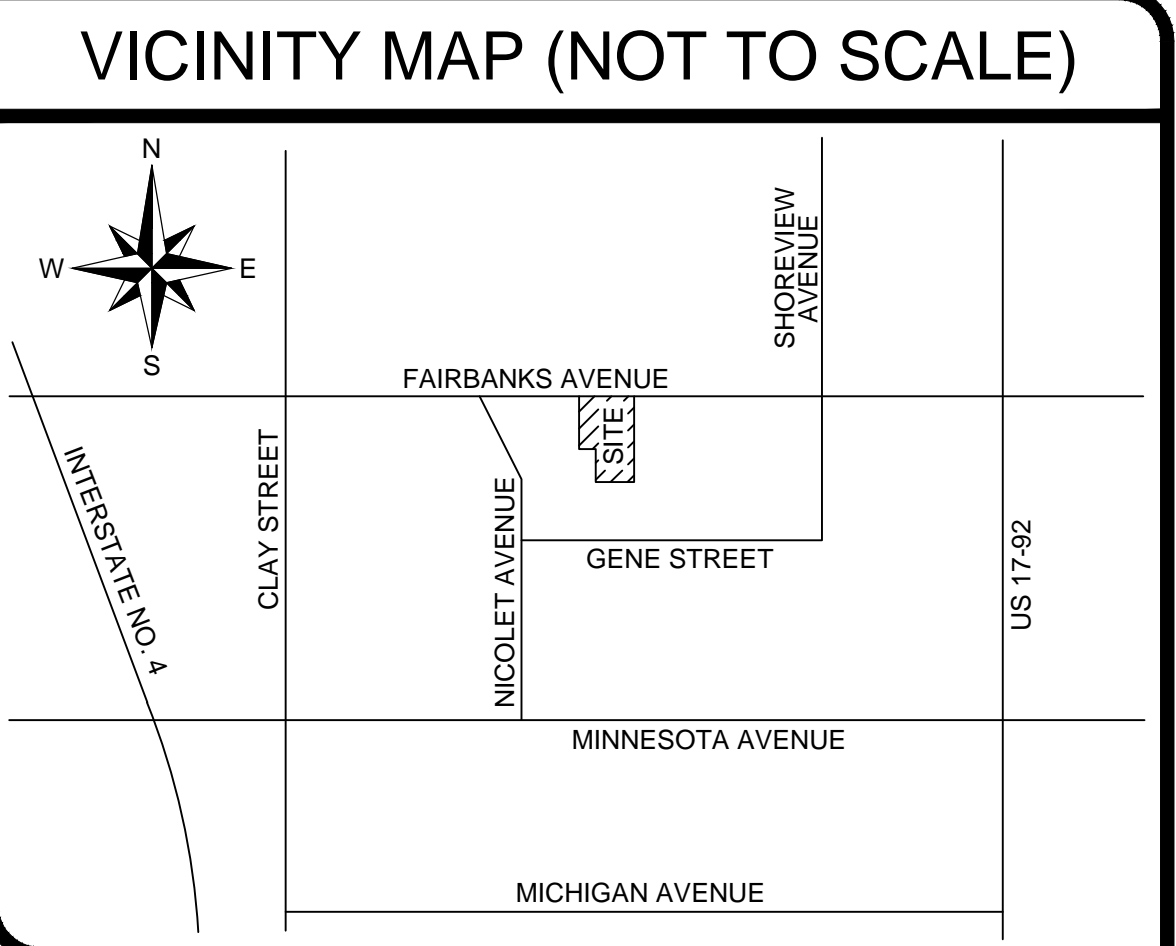 VICINITY MAP (NOT TO SCALE)
N
W
E
S
SHOREVIEW
AVENUE
FAIRBANKS AVENUE
SITE
INTERSTATE NO. 4
CLAY STREET
NICOLET AVENUE
GENE STREET
US 17-92
MINNESOTA AVENUE
MICHIGAN AVENUE